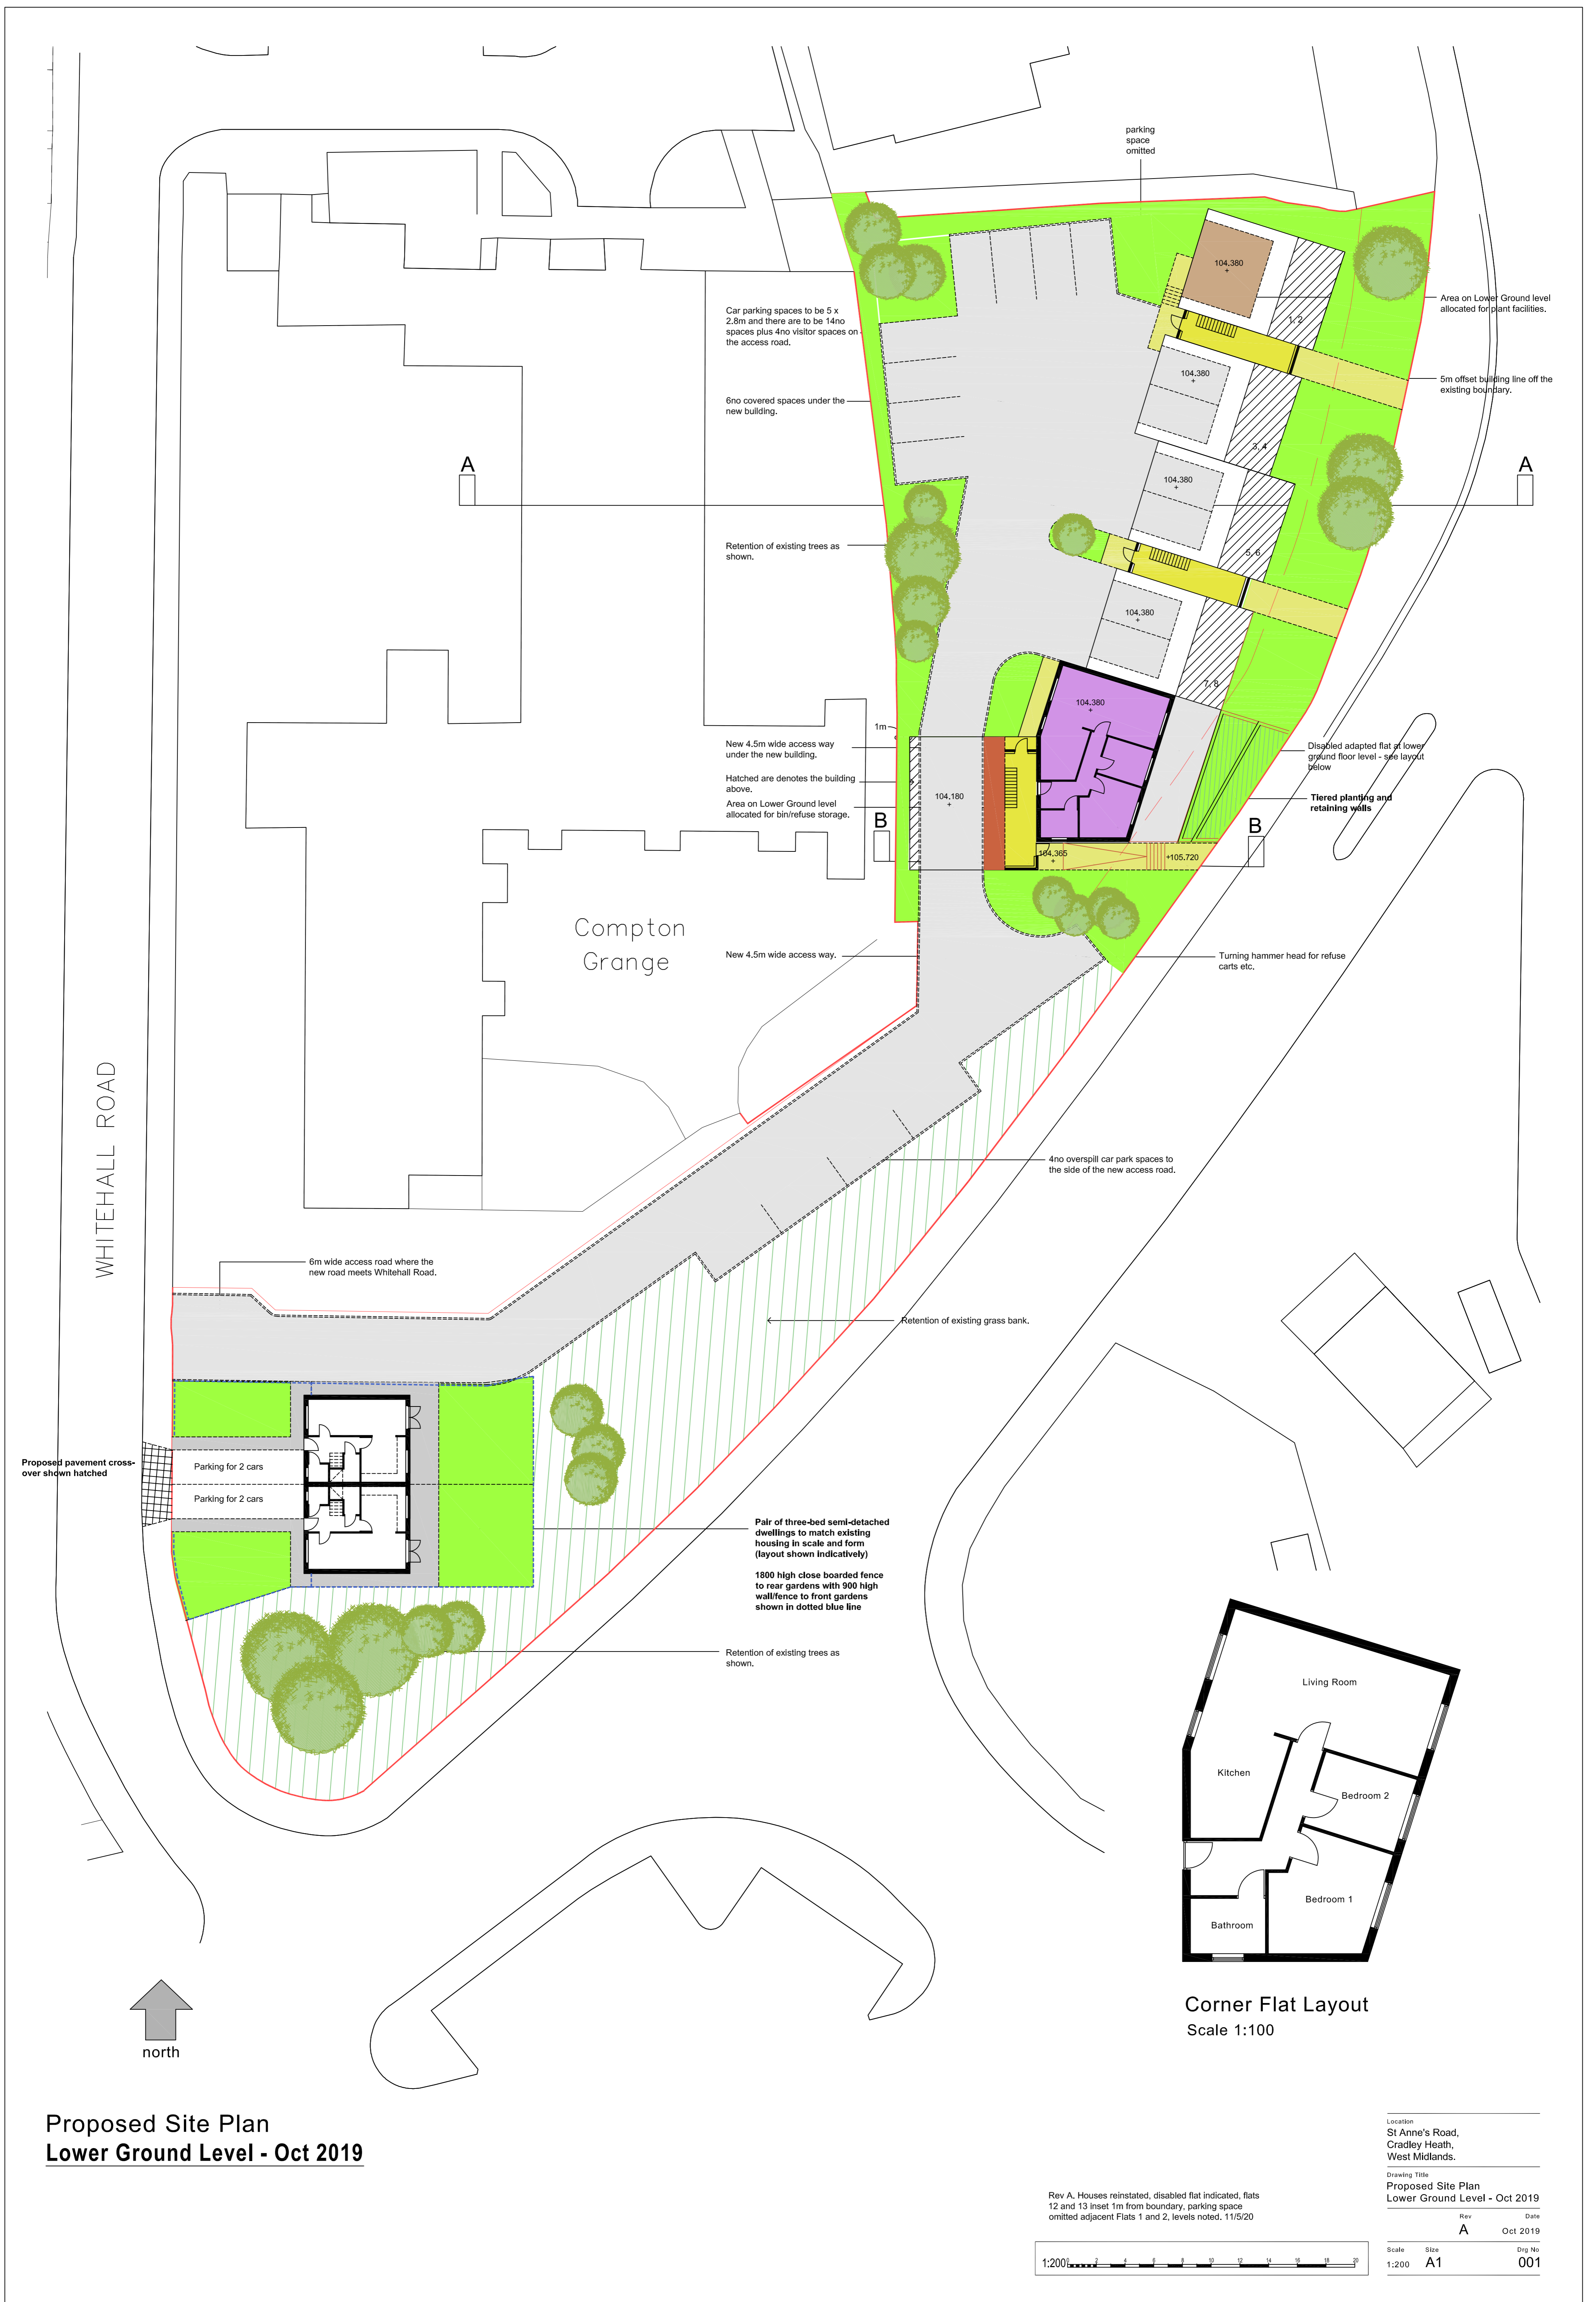 parking
space
omitted
104.380
Area on Lower Ground level
allocated for plant facilities.
Car parking spaces to be 5 x
2.8m and there are to be 14no
spaces plus 4no visitor spaces on
the access road.
1, 2
104.380
5m offset building line off the
existing boundary.
6no covered spaces under the
new building.
3, 4
A
A
104.380
Retention of existing trees as
shown.
5, 6
104.380
7, 8
104.380
1m
New 4.5m wide access way
under the new building.
Disabled adapted flat at lower
ground floor level - see layout
below
Hatched are denotes the building
above.
104.180
Tiered planting and
retaining walls
Area on Lower Ground level
allocated for bin/refuse storage.
B
B
104.365
+105.720
Compton
Grange
New 4.5m wide access way.
Turning hammer head for refuse
carts etc.
WHITEHALL ROAD
4no overspill car park spaces to
the side of the new access road.
6m wide access road where the
new road meets Whitehall Road.
Retention of existing grass bank.
Proposed pavement cross-
over shown hatched
Parking for 2 cars
Parking for 2 cars
Pair of three-bed semi-detached
dwellings to match existing
housing in scale and form
(layout shown indicatively)
1800 high close boarded fence
to rear gardens with 900 high
wall/fence to front gardens
shown in dotted blue line
Retention of existing trees as
shown.
Living Room
Kitchen
Bedroom 2
Bedroom 1
Bathroom
Corner Flat Layout
Scale 1:100
north
Proposed Site Plan
Lower Ground Level - Oct 2019
Rev A. Houses reinstated, disabled flat indicated, flats
12 and 13 inset 1m from boundary, parking space
omitted adjacent Flats 1 and 2, levels noted. 11/5/20
1:200
0 2 4 6 8 10 12 14 16 18 20
Location
St Anne's Road,
Cradley Heath,
West Midlands.
Drawing Title
Proposed Site Plan
Lower Ground Level - Oct 2019
Rev Date
A Oct 2019
Scale Size Drg No
1:200 A1 001